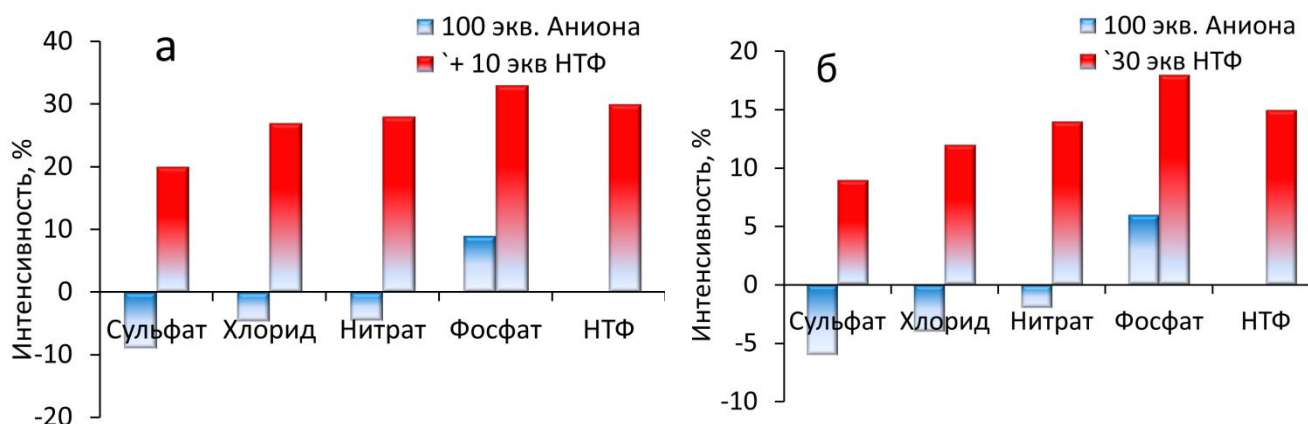 а
100 экв. Аниона
`+ 10 экв НТФ
Интенсивность, %
40
30
20
10
0
-10
-20
Сульфат Хлорид Нитрат Фосфат НТФ
б
100 экв. Аниона
`30 экв НТФ
Интенсивность, %
20
15
10
5
0
-5
-10
Сульфат Хлорид Нитрат Фосфат НТФ